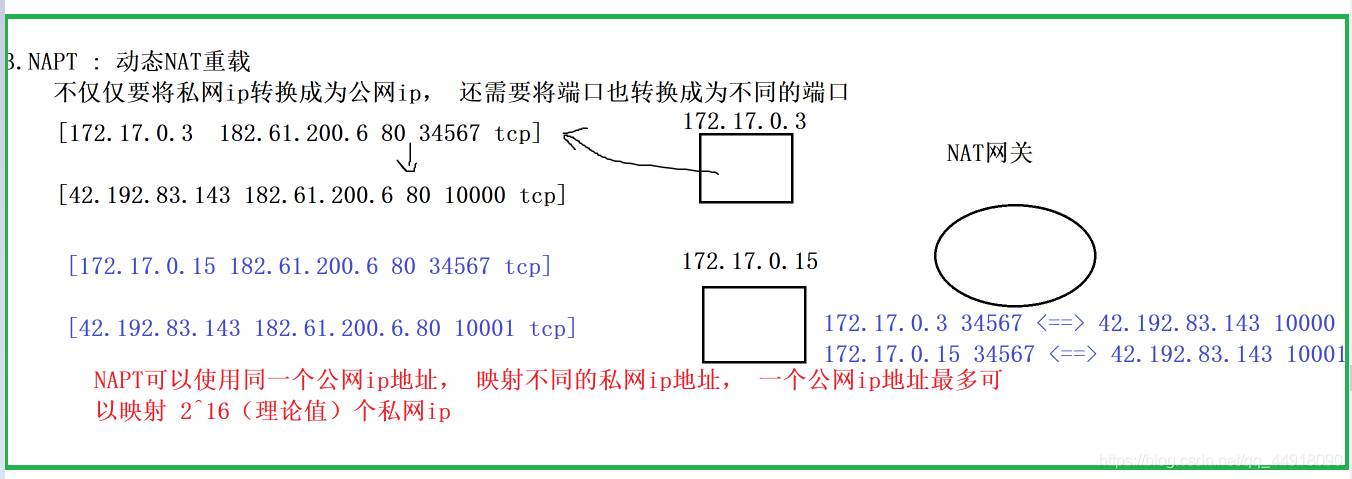 3.NAPT : 动态NAT重载
不仅仅要将私网ip转换成为公网ip， 还需要将端口也转换成为不同的端口
[172.17.0.3 182.61.200.6 80 34567 tcp]
172.17.0.3
NAT网关
[42.192.83.143 182.61.200.6 80 10000 tcp]
[172.17.0.15 182.61.200.6 80 34567 tcp]
172.17.0.15
[42.192.83.143 182.61.200.6.80 10001 tcp]
172.17.0.3 34567 <==> 42.192.83.143 10000
172.17.0.15 34567 <==> 42.192.83.143 10001
NAPT可以使用同一个公网ip地址， 映射不同的私网ip地址， 一个公网ip地址最多可
以映射 2^16（理论值）个私网ip
https://blog.csdn.net/qq_44918090